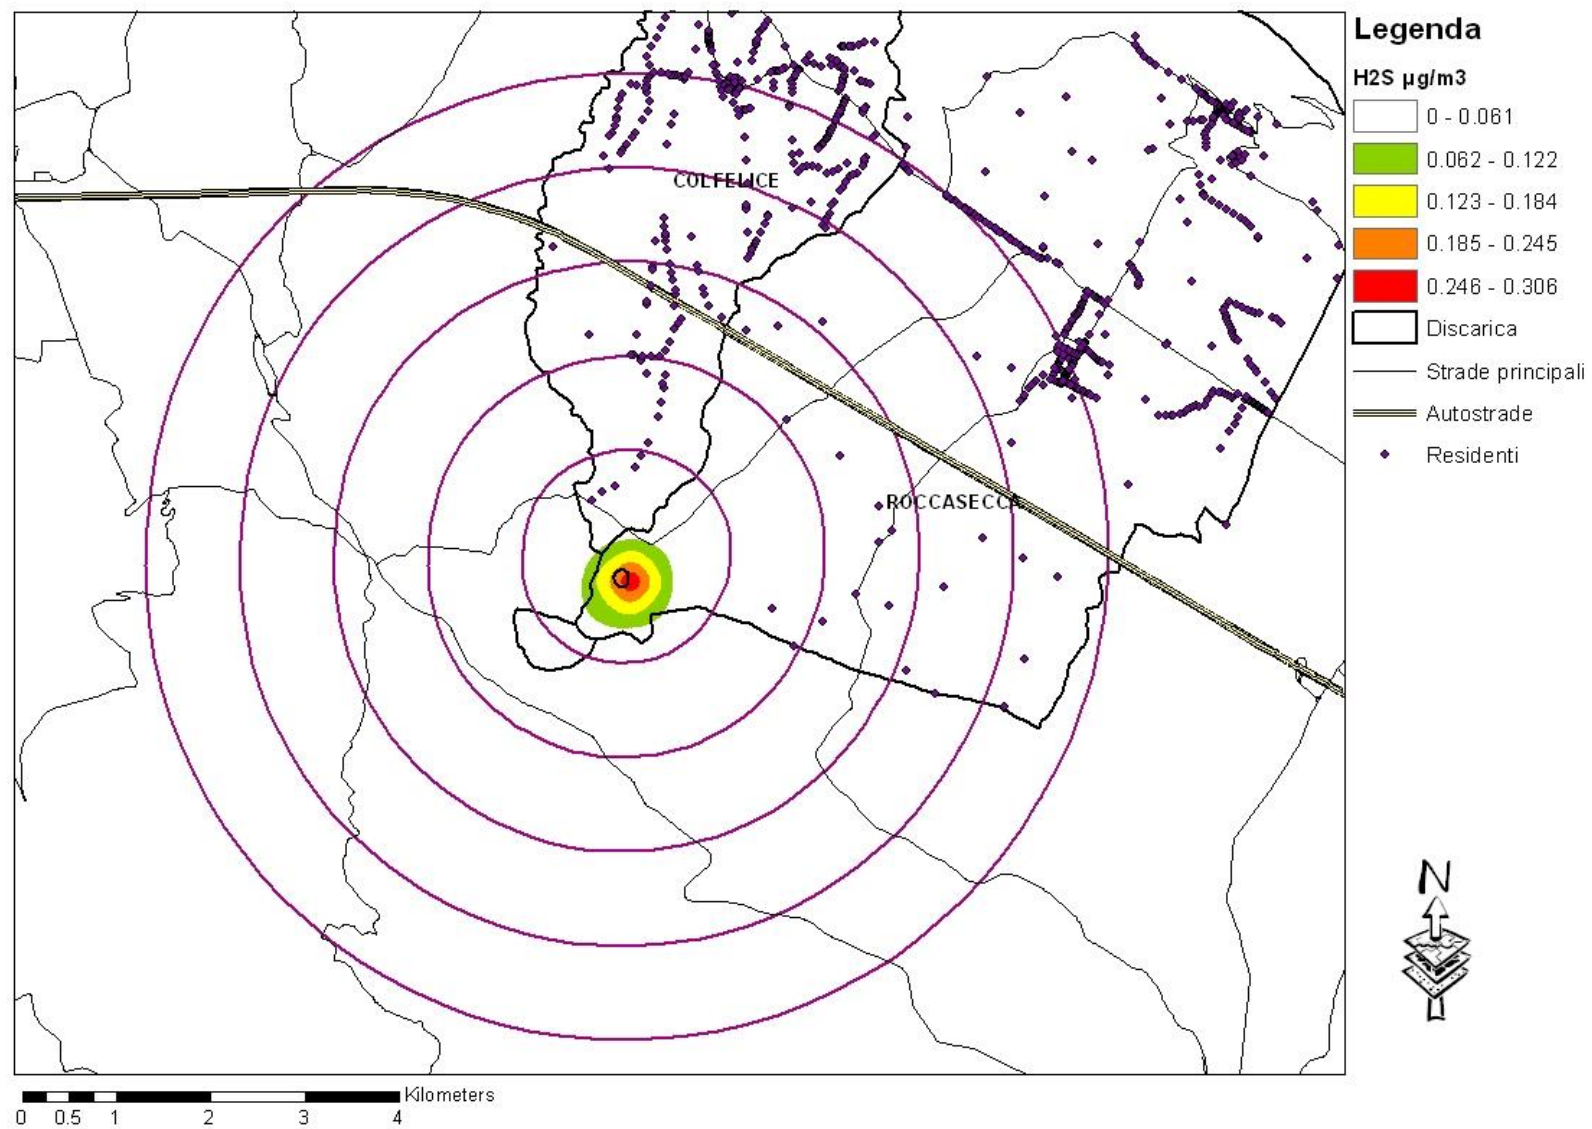 Legenda
H2S µg/m3
0 - 0.061
0.062 - 0.122
0.123 - 0.184
0.185 - 0.245
0.246 - 0.306
Discarica
Strade principali
Autostrade
Residenti
COLFELICE
ROCCASECCA
N
Kilometers
0 0.5 1 2 3 4